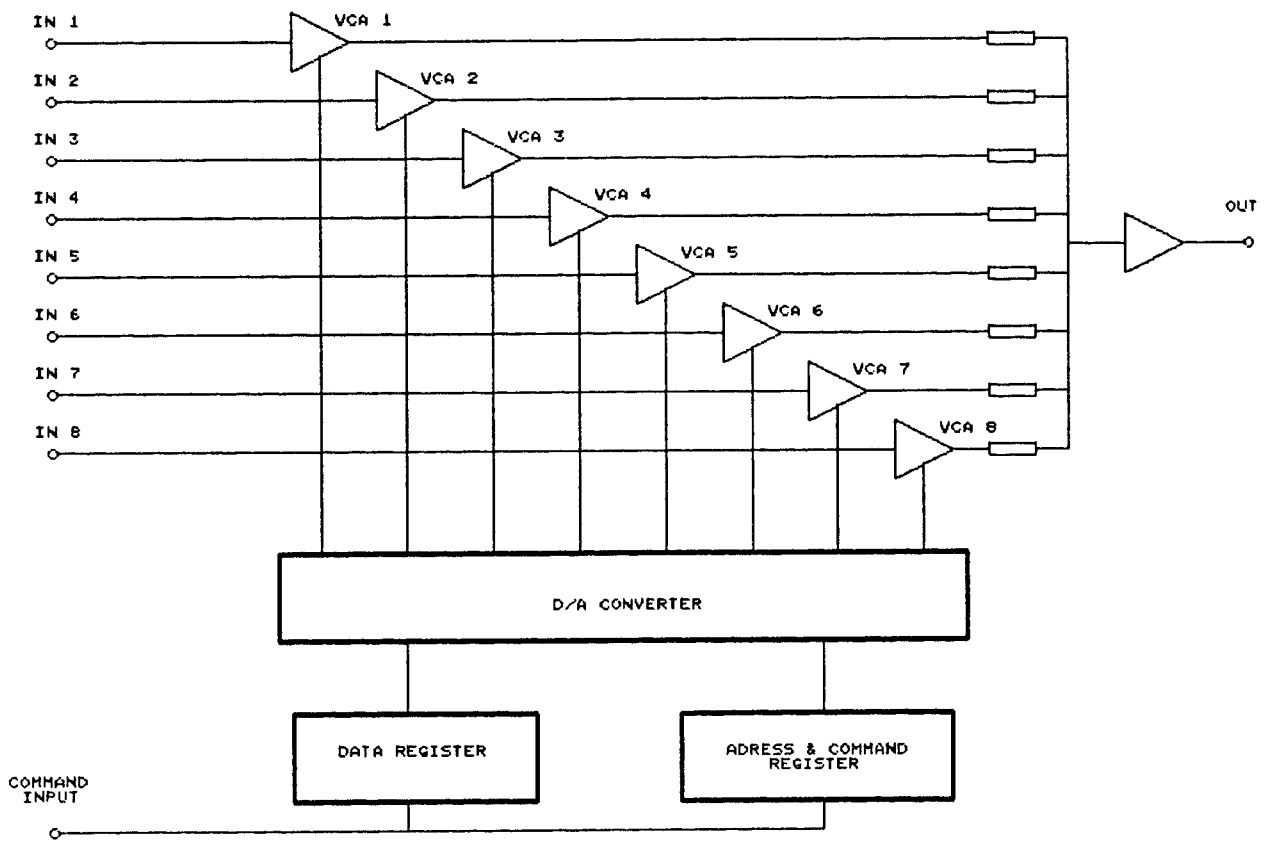 IN 1
VCA 1
IN 2
VCA 2
IN 3
VCA 3
IN 4
VCA 4
IN 5
VCA 5
IN 6
VCA 6
IN 7
VCA 7
IN 8
VCA 8
OUT
D/A CONVERTER
DATA REGISTER
ADRESS & COMMAND
REGISTER
COMMAND
INPUT